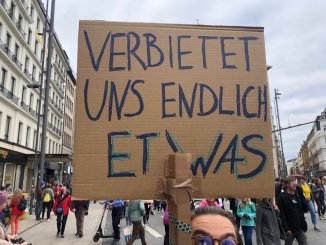 VERBIETET
UNS ENDLICH
ETWAS